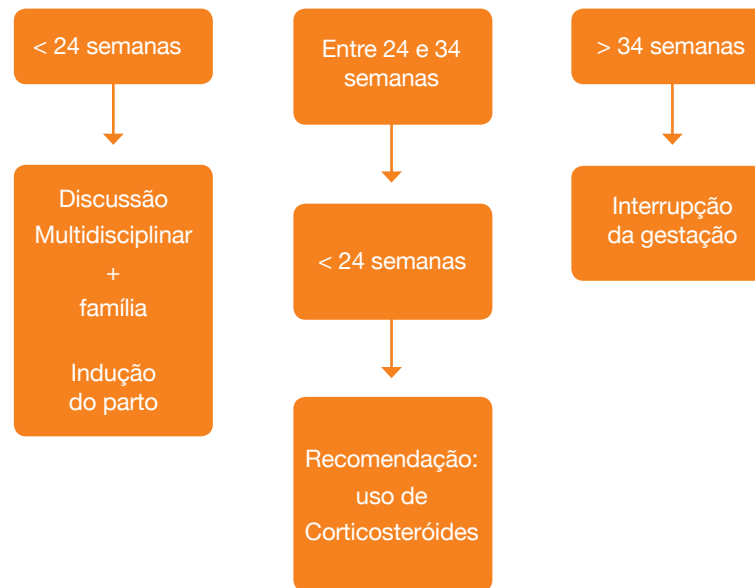 < 24 semanas
Discussão
Multidisciplinar
+
família
Indução
do parto
Entre 24 e 34
semanas
< 24 semanas
Recomendação:
uso de
Corticosteróides
> 34 semanas
Interrupção
da gestação